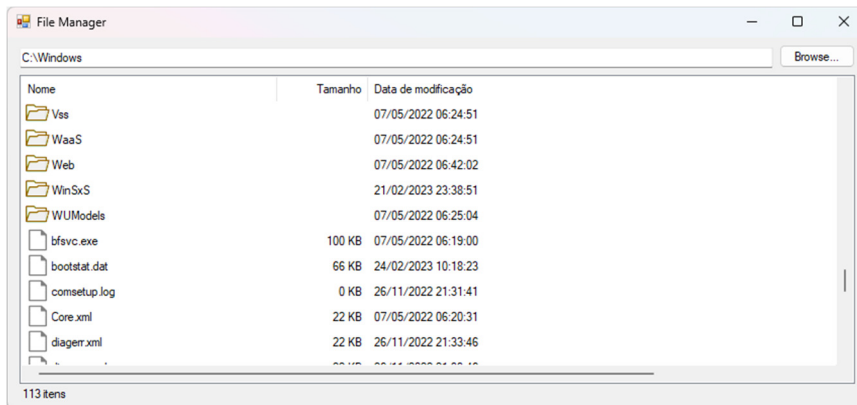 File Manager
C:\Windows Browse...
Nome Tamanho Data de modificação
Vss 07/05/2022 06:24:51
WaaS 07/05/2022 06:24:51
Web 07/05/2022 06:42:02
WinSxS 21/02/2023 23:38:51
WUModels 07/05/2022 06:25:04
bfsvc.exe 100 KB 07/05/2022 06:19:00
bootstat.dat 66 KB 24/02/2023 10:18:23
comsetup.log 0 KB 26/11/2022 21:31:41
Core.xml 22 KB 07/05/2022 06:20:31
diagerr.xml 22 KB 26/11/2022 21:33:46
113 itens